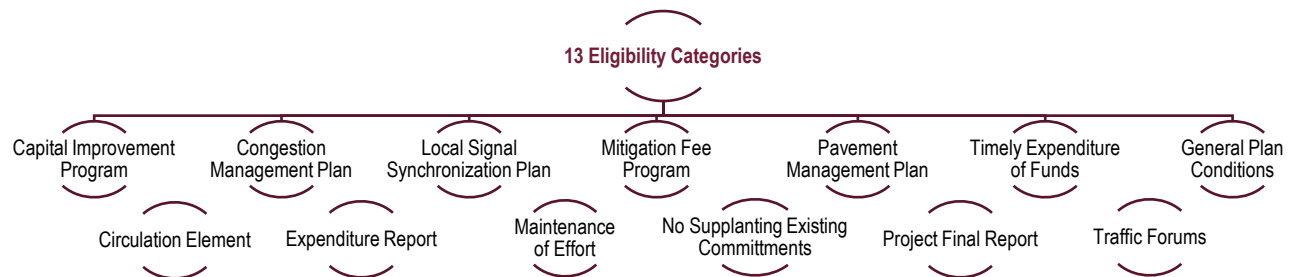 13 Eligibility Categories
Capital Improvement
Program
Congestion
Management Plan
Local Signal
Synchronization Plan
Mitigation Fee
Program
Pavement
Management Plan
Timely Expenditure
of Funds
General Plan
Conditions
Circulation Element
Expenditure Report
Maintenance
of Effort
No Supplanting Existing
Committments
Project Final Report
Traffic Forums